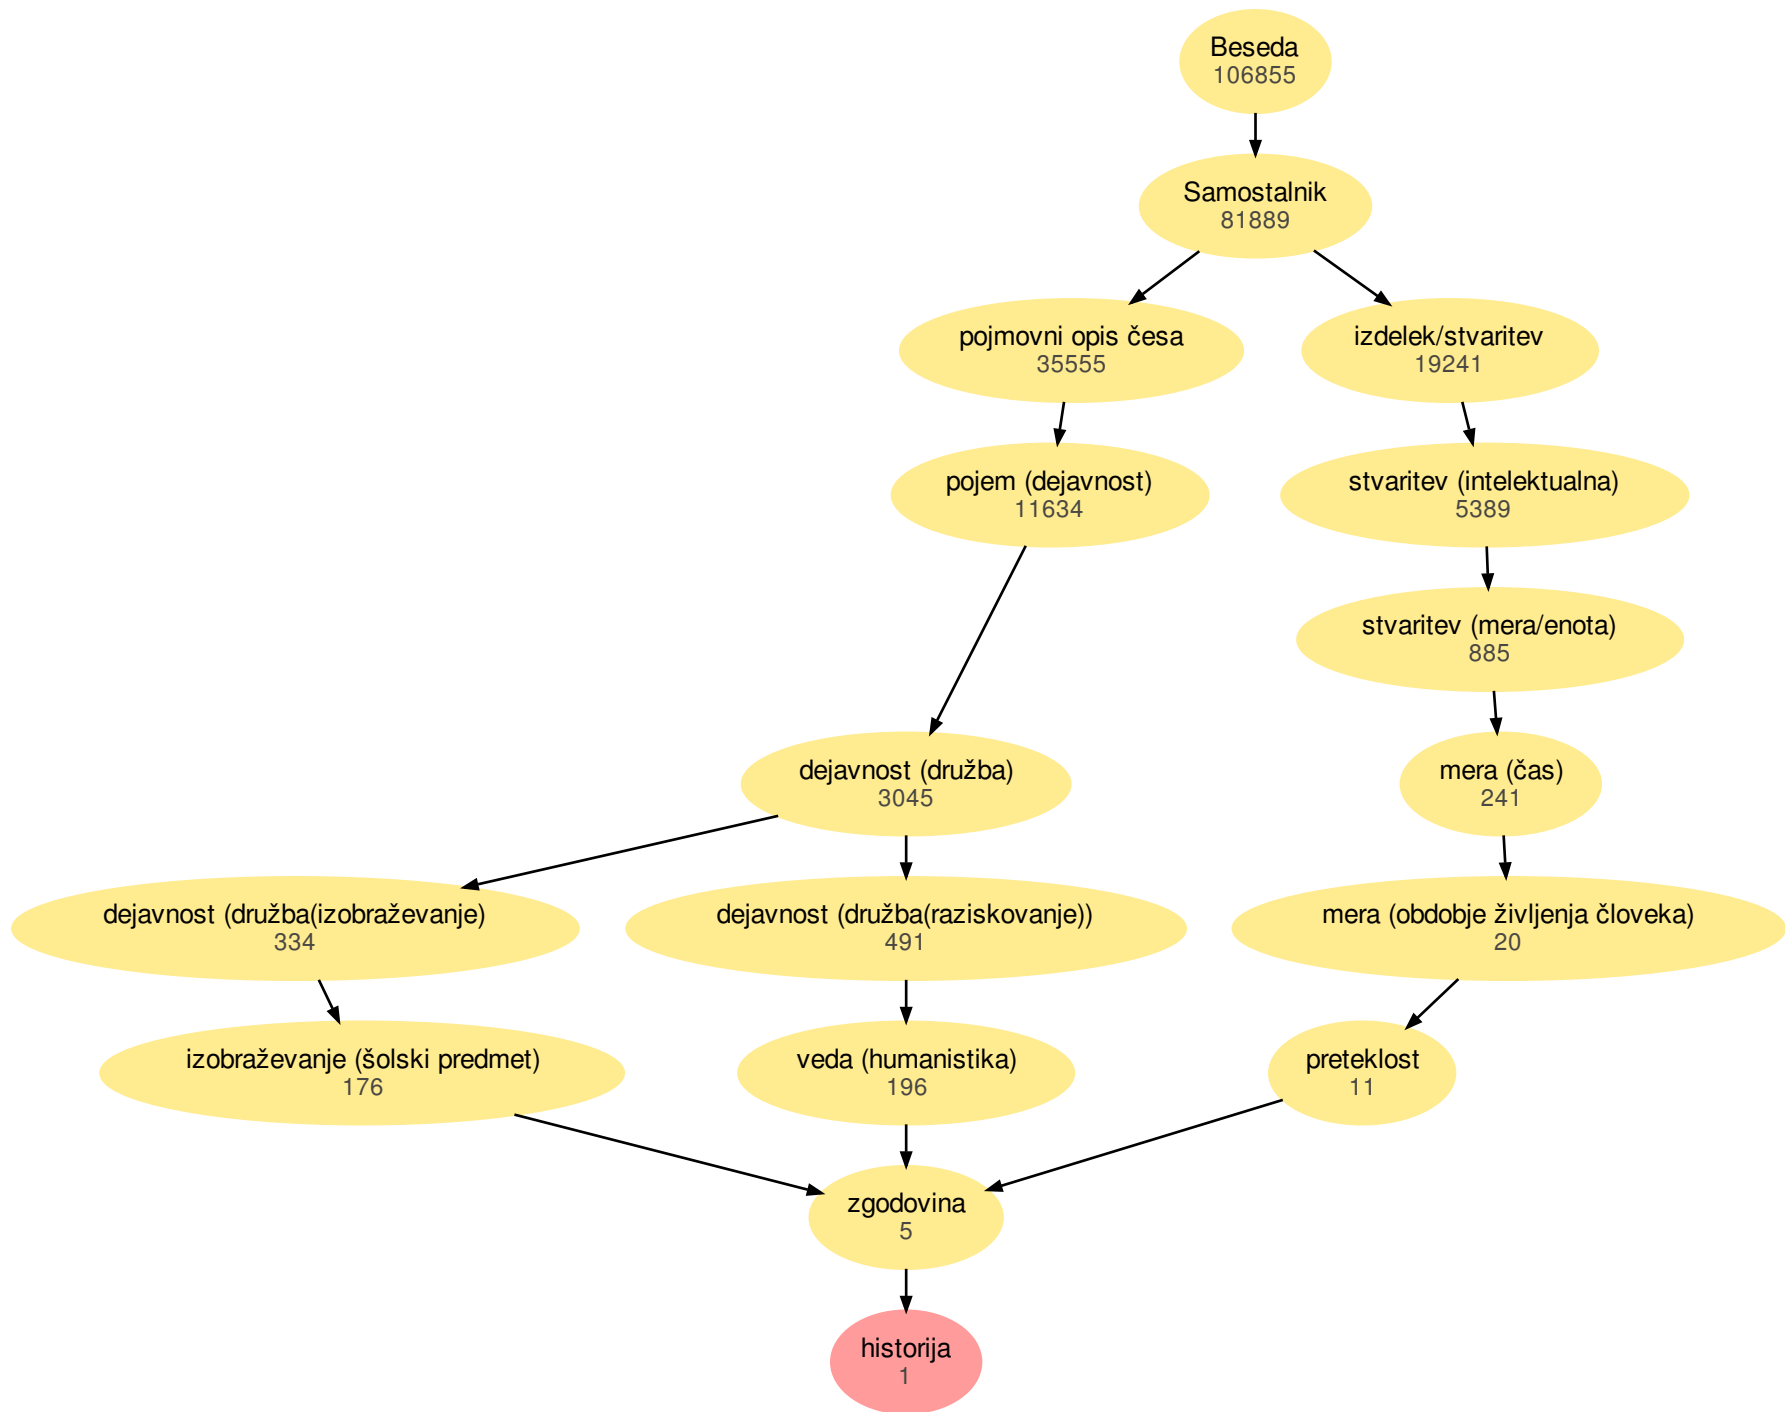 Beseda
106855
Samostalnik
81889
pojmovni opis česa
35555
izdelek/stvaritev
19241
pojem (dejavnost)
11634
stvaritev (intelektualna)
5389
stvaritev (mera/enota)
885
dejavnost (družba)
3045
mera (čas)
241
dejavnost (družba(izobraževanje)
334
dejavnost (družba(raziskovanje))
491
mera (obdobje življenja človeka)
20
izobraževanje (šolski predmet)
176
veda (humanistika)
196
preteklost
11
zgodovina
5
historija
1